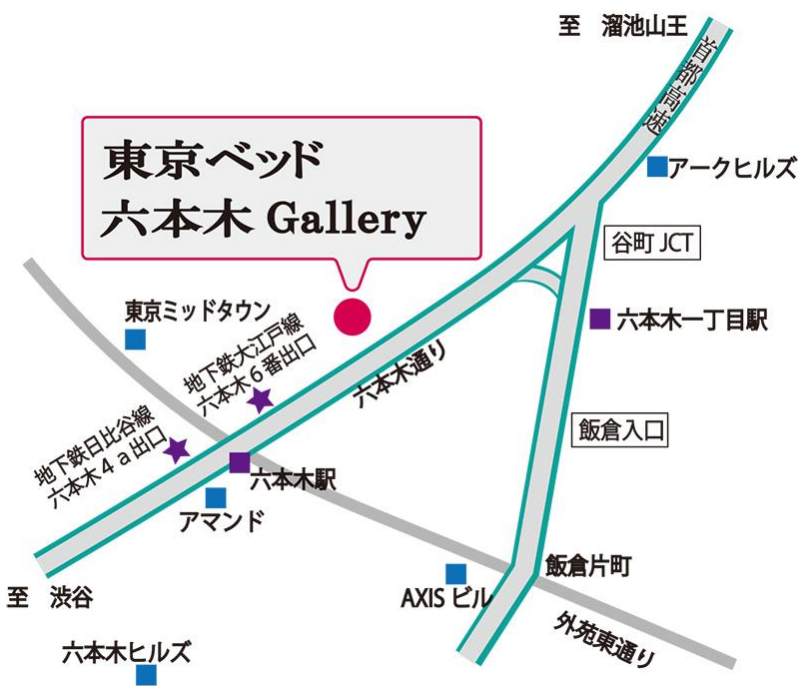 至 溜池山王
首都高速
東京ベッド
六本木 Gallery
アークヒルズ
谷町 JCT
東京ミッドタウン
六本木一丁目駅
地下鉄大江戸線
六本木6番出口
六本木通り
地下鉄日比谷線
六本木4a出口
飯倉入口
六本木駅
アマンド
飯倉片町
至 渋谷
AXIS ビル
外苑東通り
六本木ヒルズ